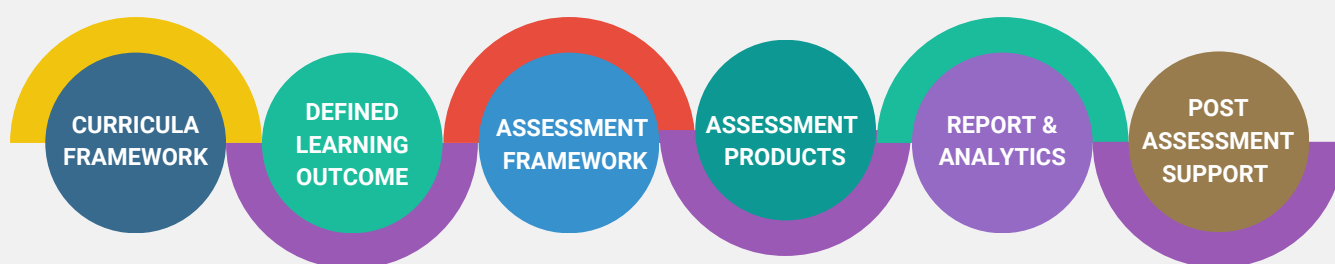 CURRICULA
FRAMEWORK
DEFINED
LEARNING
OUTCOME
ASSESSMENT
FRAMEWORK
ASSESSMENT
PRODUCTS
REPORT &
ANALYTICS
POST
ASSESSMENT
SUPPORT